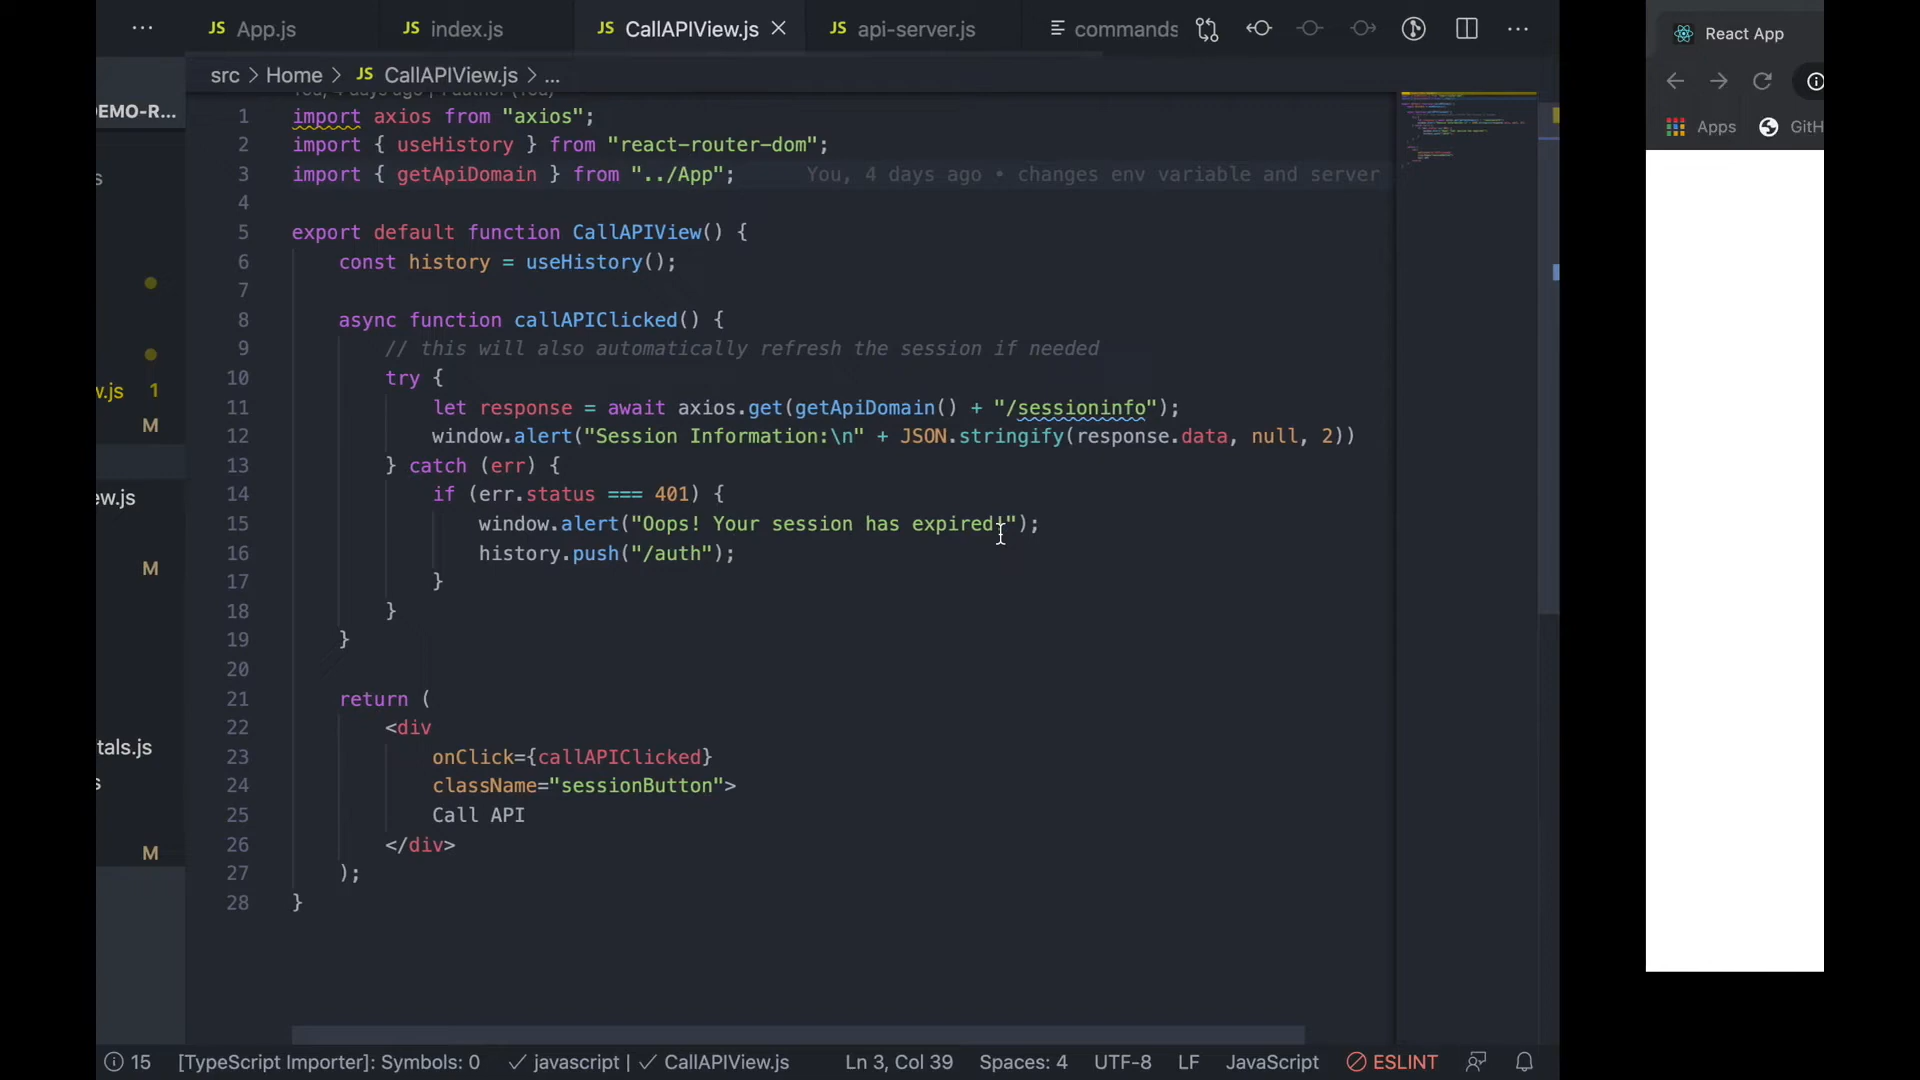 App.js
index.js
CallAPIView.js
api-server.js
commands
src > Home > JS CallAPIView.js > ...
EMO-R...
s
w.js 1
M
M
ew.js
tals.js
s
M
1 import axios from "axios";
2 import { useHistory } from "react-router-dom";
3 import { getApiDomain } from "../App"; You, 4 days ago • changes env variable and server
4
5 export default function CallAPIView() {
6 const history = useHistory();
7
8 async function callAPIClicked() {
9 // this will also automatically refresh the session if needed
10 try {
11 let response = await axios.get(getApiDomain() + "/sessioninfo");
12 window.alert("Session Information:\n" + JSON.stringify(response.data, null, 2))
13 } catch (err) {
14 if (err.status === 401) {
15 window.alert("Oops! Your session has expired!");
16 history.push("/auth");
17 }
18 }
19 }
20
21 return (
22 <div
23 onClick={callAPIClicked}
24 className="sessionButton">
25 Call API
26 </div>
27 );
28 }
15 [TypeScript Importer]: Symbols: 0 ✓ javascript | ✓ CallAPIView.js Ln 3, Col 39 Spaces: 4 UTF-8 LF JavaScript ESLINT
React App
Apps GitH